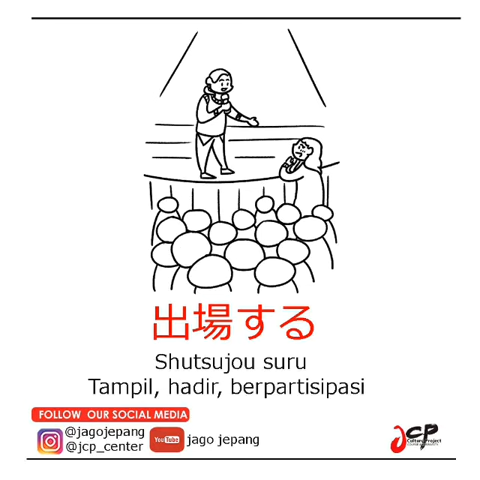 出場する
Shutsujou suru
Tampil, hadir, berpartisipasi
FOLLOW OUR SOCIAL MEDIA
@jagojepang
@jcp_center
YouTube
jago jepang
JCP